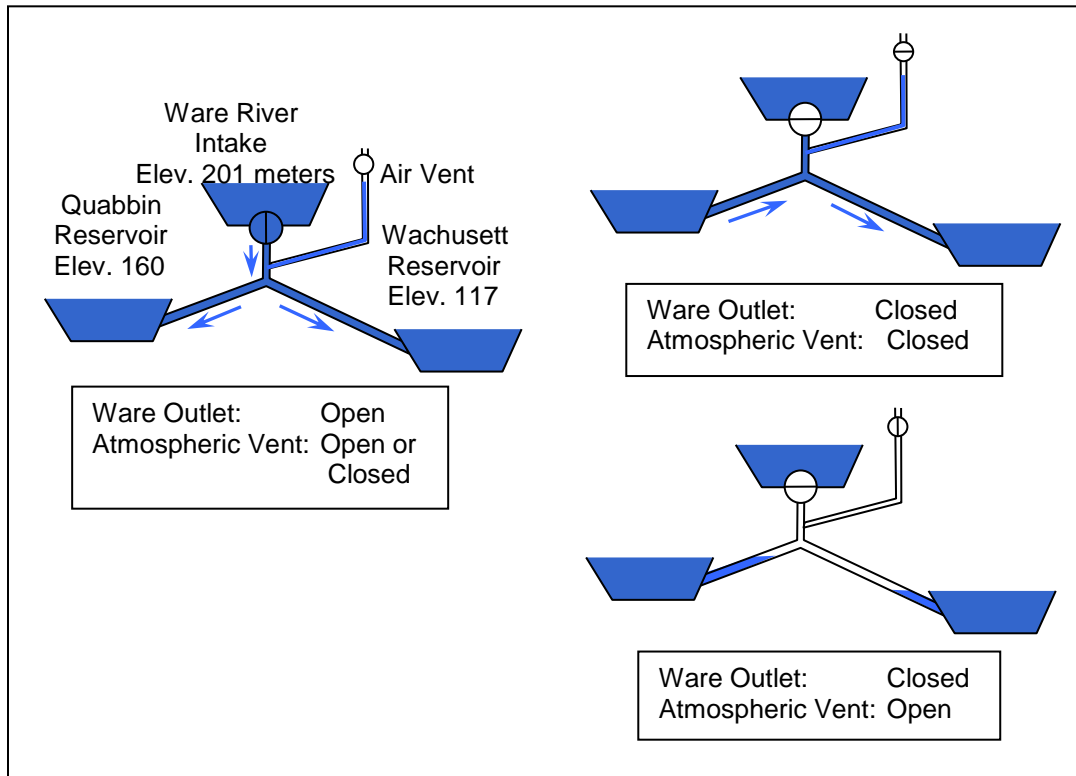 Ware River
Intake
Elev. 201 meters
Air Vent
Quabbin
Reservoir
Elev. 160
Wachusett
Reservoir
Elev. 117
Ware Outlet: Open
Atmospheric Vent: Open or
Closed
Ware Outlet: Closed
Atmospheric Vent: Closed
Ware Outlet: Closed
Atmospheric Vent: Open